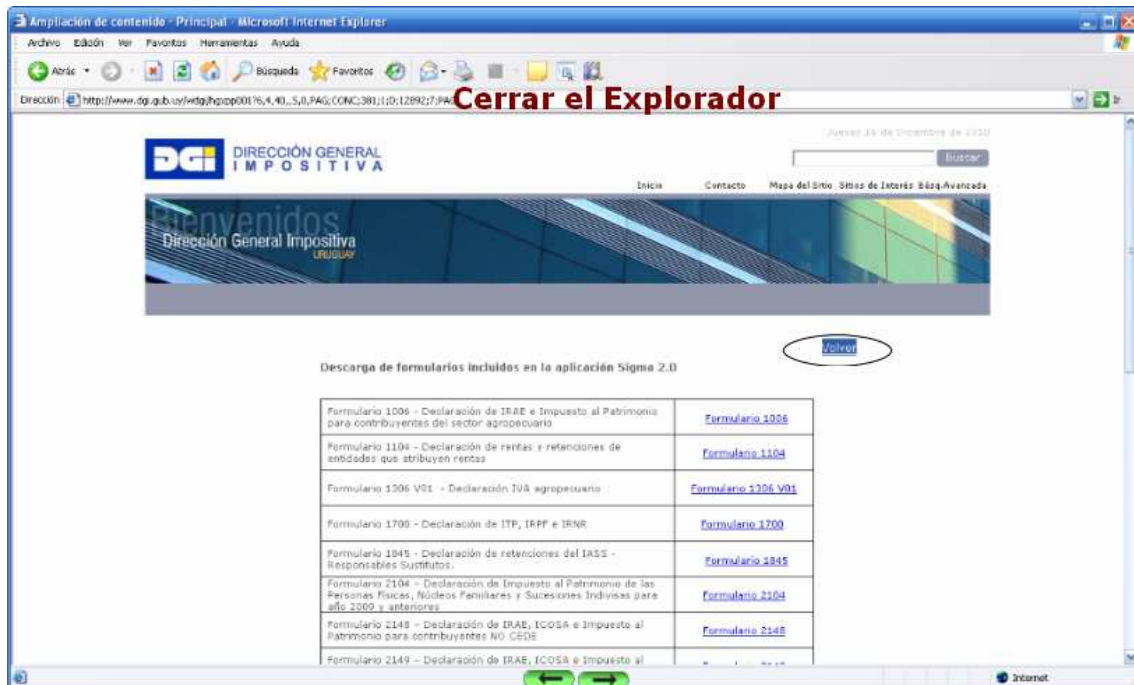 Ampliación de contenido - Principal - Microsoft Internet Explorer
Archivo Edición Ver Favoritos Herramientas Ayuda
Atrás Búsqueda Favoritos
Dirección
Cerrar el Explorador
Jueves 16 de Diciembre de 2010
DGI DIRECCIÓN GENERAL
IMPOSITIVA
Buscar
Inicio Contacto Mapa del Sitio Sitios de Interés Búsq.Avanzada
Bienvenidos
Dirección General Impositiva
URUGUAY
Volver
Descarga de formularios incluidos en la aplicación Sigma 2.0
Formulario 1006 - Declaración de IRAE e Impuesto al Patrimonio
para contribuyentes del sector agropecuario
Formulario 1006
Formulario 1104 - Declaración de rentas y retenciones de
entidades que atribuyen rentas
Formulario 1104
Formulario 1306 V01 - Declaración IVA agropecuario
Formulario 1306 V01
Formulario 1700 - Declaración de ITP, IRPF e IRNR
Formulario 1700
Formulario 1845 - Declaración de retenciones del IASS -
Responsables Sustitutos.
Formulario 1845
Formulario 2104 - Declaración de Impuesto al Patrimonio de las
Personas Físicas, Núcleos Familiares y Sucesiones Indivisas para
año 2009 y anteriores
Formulario 2104
Formulario 2148 - Declaración de IRAE, ICOSA e Impuesto al
Patrimonio para contribuyentes NO CEDE
Formulario 2148
Formulario 2149 - Declaración de IRAE, ICOSA e Impuesto al
Internet